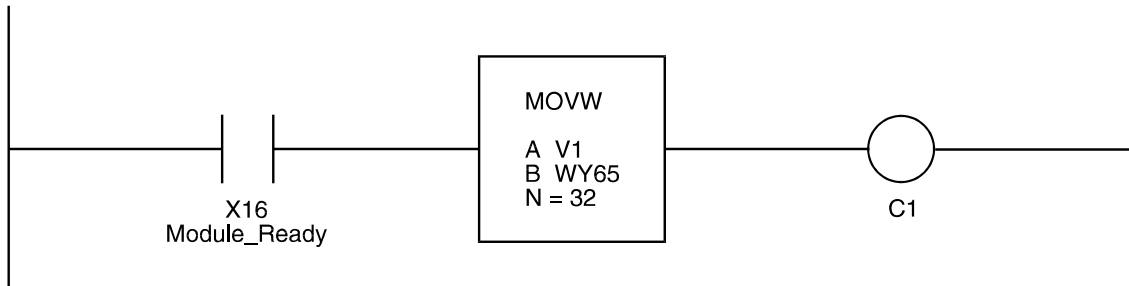 MOVW
A V1
B WY65
N = 32
X16
Module_Ready
C1